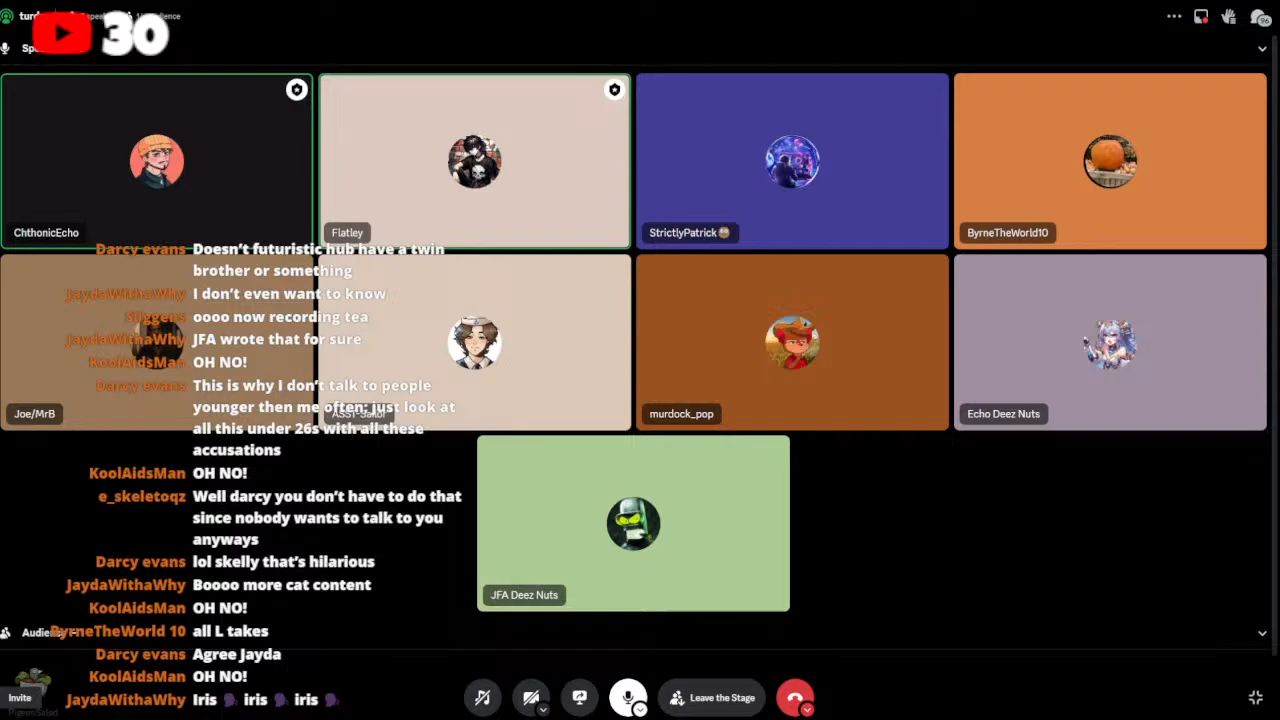 30
96
ChthonicEcho
Flatley
StrictlyPatrick
ByrneTheWorld10
Darcy evans Doesn't futuristic hub have a twin
brother or something
JaydaWithaWhy I don't even want to know
Sliggens oooo now recording tea
JaydaWithaWhy JFA wrote that for sure
KoolAidsMan OH NO!
Darcy evans This is why I don't talk to people
younger then me often; just look at
all this under 26s with all these
accusations
Joe/MrB
murdock_pop
Echo Deez Nuts
KoolAidsMan OH NO!
e_skeletoqz Well darcy you don't have to do that
since nobody wants to talk to you
anyways
Darcy evans lol skelly that's hilarious
JaydaWithaWhy Boooo more cat content
JFA Deez Nuts
KoolAidsMan OH NO!
ByrneTheWorld 10 all L takes
Darcy evans Agree Jayda
KoolAidsMan OH NO!
JaydaWithaWhy Iris iris iris
Invite
Leave the Stage